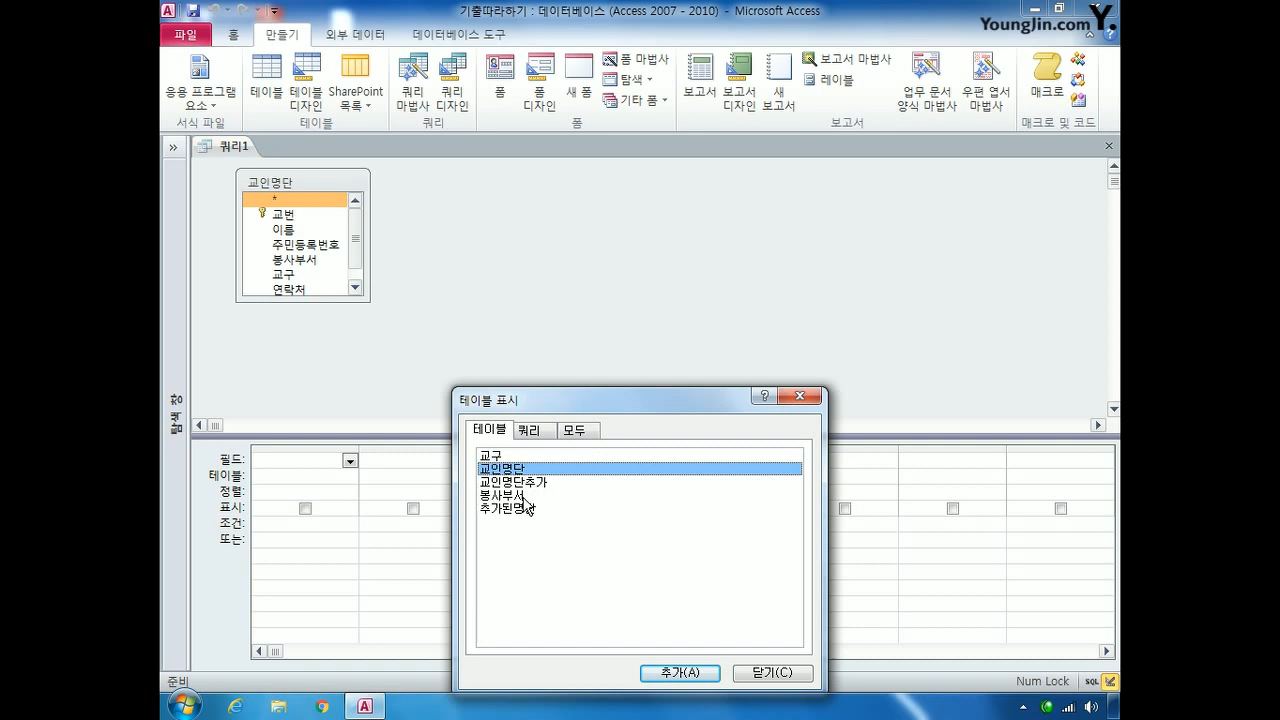 기출따라하기 : 데이터베이스 (Access 2007 - 2010) - Microsoft Access
Younglin.com Y.
파일 홈 만들기 외부 데이터 데이터베이스 도구
응용 프로그램 요소
테이블
테이블 디자인
SharePoint 목록
쿼리 마법사
쿼리 디자인
폼
폼 디자인
새 폼
폼 마법사
탐색
기타 폼
보고서
보고서 디자인
새 보고서
보고서 마법사
레이블
업무 문서 양식 마법사
우편 엽서 마법사
매크로
서식 파일 테이블 쿼리 폼 보고서 매크로 및 코드
쿼리1
탐색 창
교인명단
*
교번
이름
주민등록번호
봉사부서
교구
연락처
필드:
테이블:
정렬:
표시:
조건:
또는:
테이블 표시
테이블 쿼리 모두
교구
교인명단
교인명단추가
봉사부서
추가(A) 닫기(C)
준비
Num Lock SQL